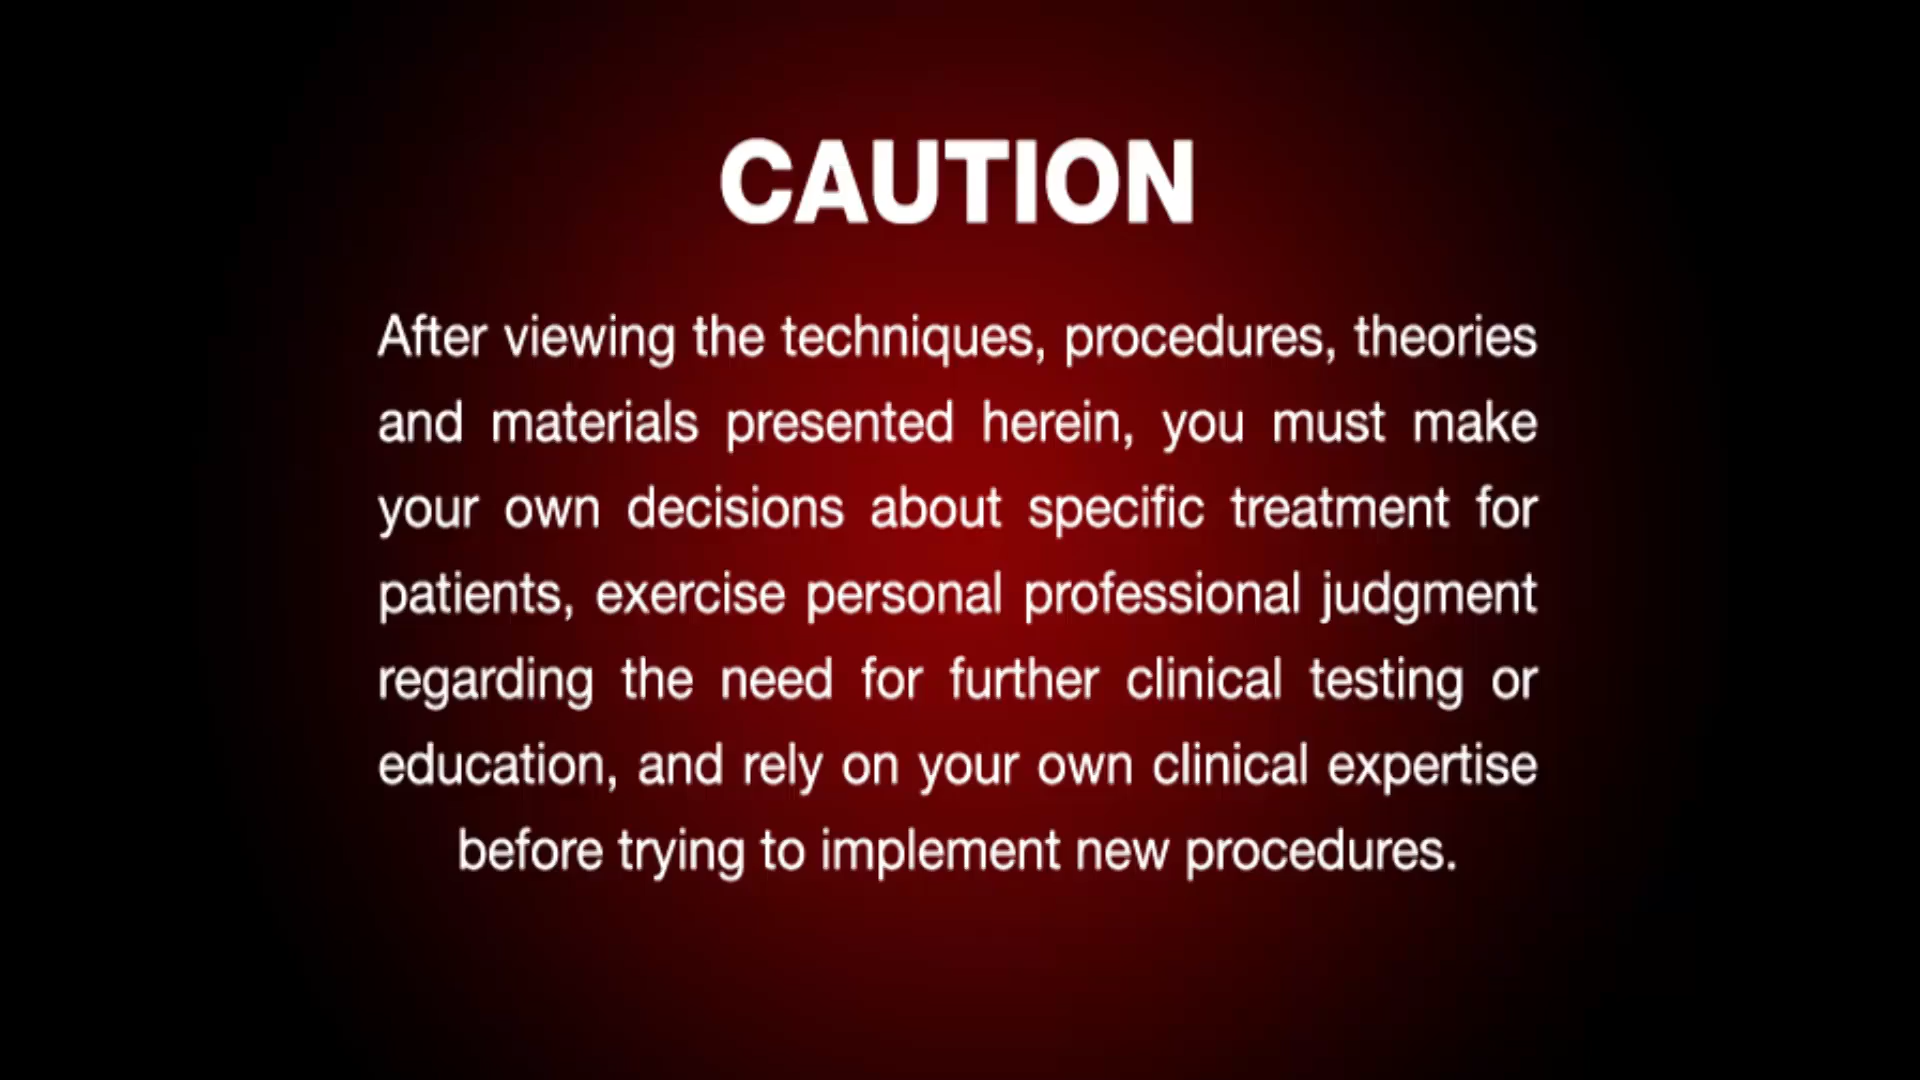 CAUTION
After viewing the techniques, procedures, theories
and materials presented herein, you must make
your own decisions about specific treatment for
patients, exercise personal professional judgment
regarding the need for further clinical testing or
education, and rely on your own clinical expertise
before trying to implement new procedures.